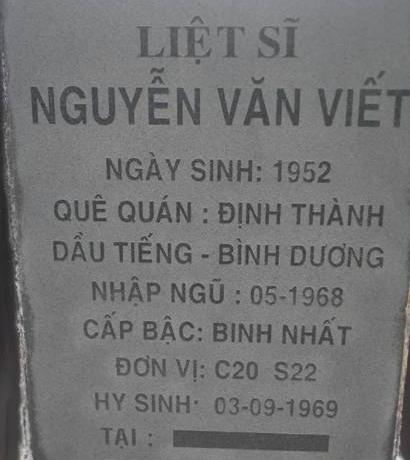 LIỆT SĨ
NGUYỄN VĂN VIẾT
NGÀY SINH: 1952
QUÊ QUÁN : ĐỊNH THÀNH
DẦU TIẾNG - BÌNH DƯƠNG
NHẬP NGŨ : 05-1968
CẤP BẬC: BINH NHẤT
ĐƠN VỊ: C20 S22
HY SINH: 03-09-1969
TẠI :